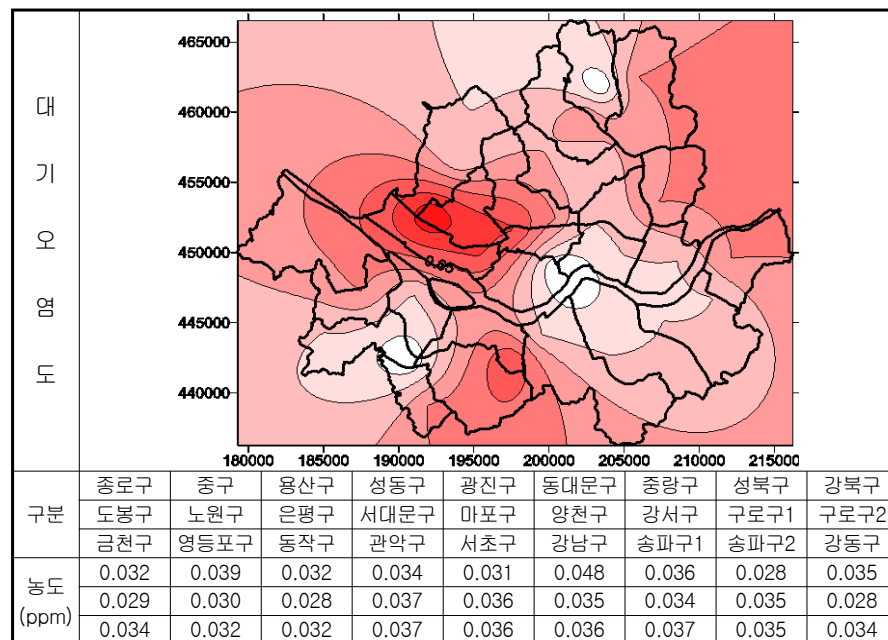 대기오염도
465000
460000
455000
450000
445000
440000
0.05
180000 185000 190000 195000 200000 205000 210000 215000
구분 종로구 중구 용산구 성동구 광진구 동대문구 중랑구 성북구 강북구
도봉구 노원구 은평구 서대문구 마포구 양천구 강서구 구로구1 구로구2
금천구 영등포구 동작구 관악구 서초구 강남구 송파구1 송파구2 강동구
농도 (ppm) 0.032 0.039 0.032 0.034 0.031 0.048 0.036 0.028 0.035
0.029 0.030 0.028 0.037 0.036 0.035 0.034 0.035 0.028
0.034 0.032 0.032 0.037 0.036 0.036 0.037 0.035 0.034